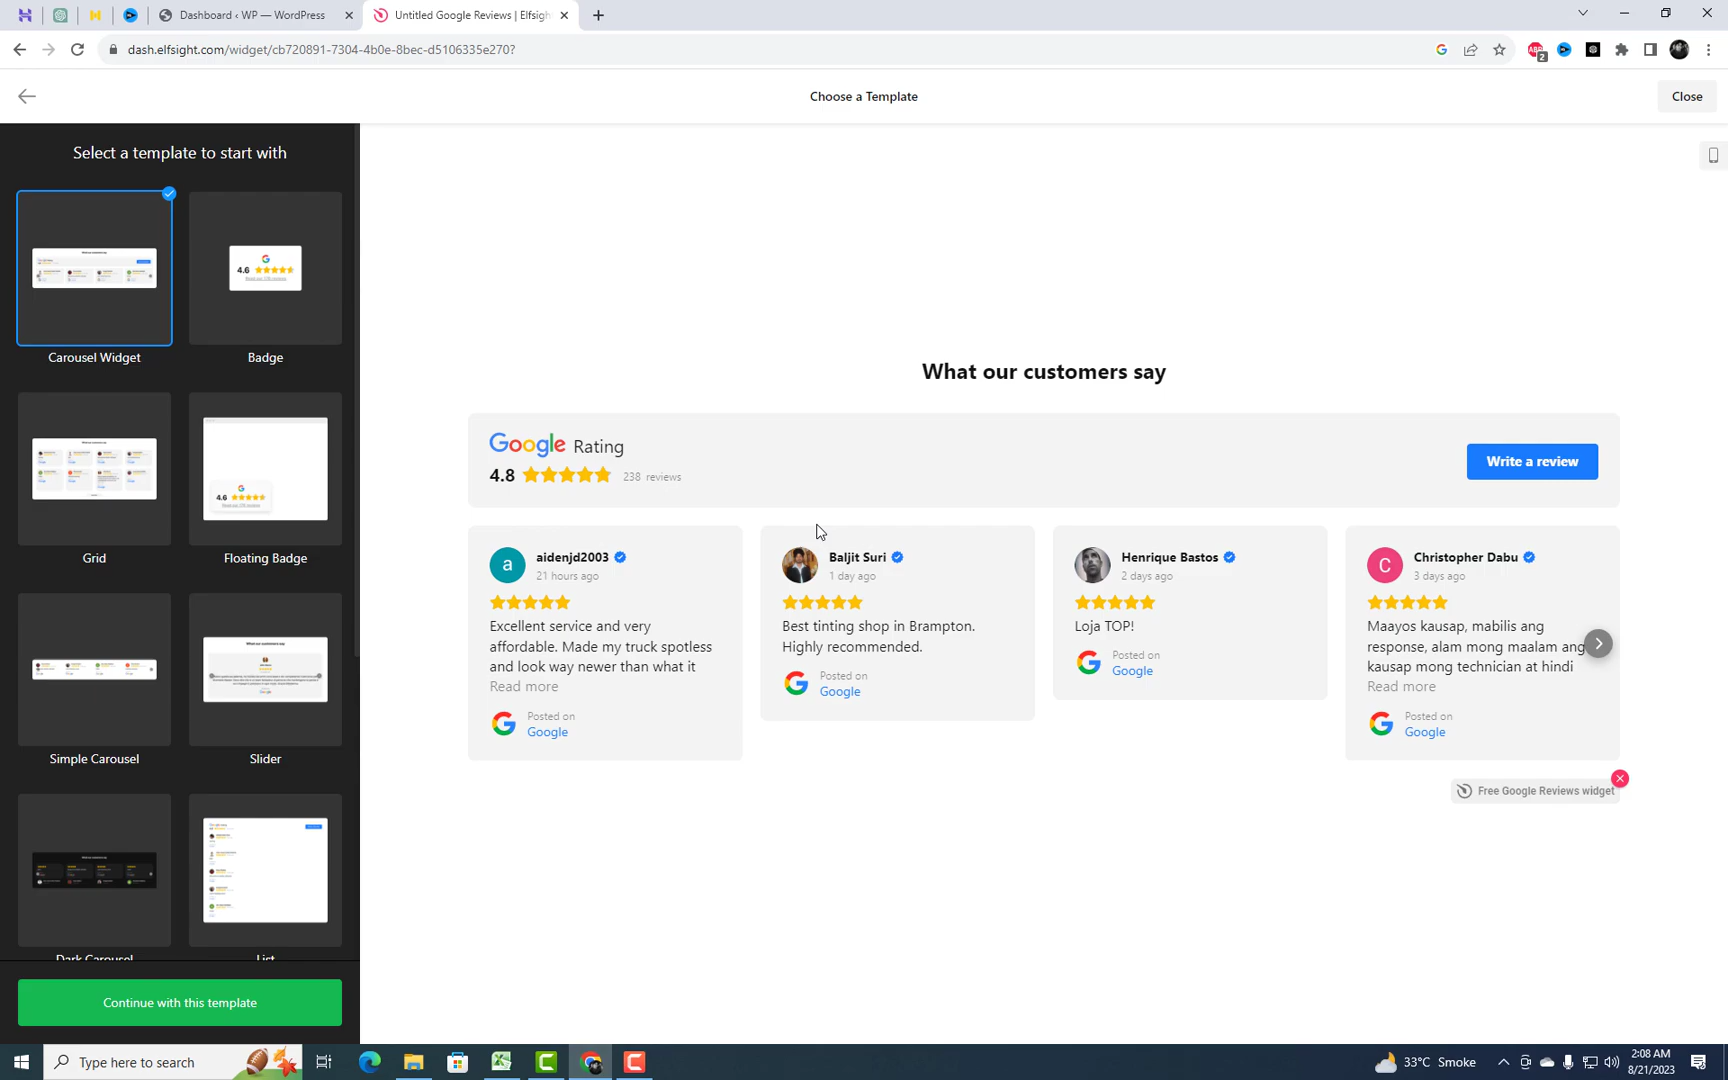 Dashboard ‹ WP — WordPress
Untitled Google Reviews | Elfsigh
dash.elfsight.com/widget/cb720891-7304-4b0e-8bec-d5106335e270?
ABP
2
Choose a Template
Close
Select a template to start with
4.6
Carousel Widget
Badge
4.6
Grid
Floating Badge
Simple Carousel
Slider
Dark Carousel
List
Continue with this template
What our customers say
Google Rating
4.8
238 reviews
Write a review
a
aidenjd2003
21 hours ago
Excellent service and very
affordable. Made my truck spotless
and look way newer than what it
Read more
Posted on
Google
Baljit Suri
1 day ago
Best tinting shop in Brampton.
Highly recommended.
Posted on
Google
Henrique Bastos
2 days ago
Loja TOP!
Posted on
Google
C
Christopher Dabu
3 days ago
Maayos kausap, mabilis ang
response, alam mong maalam ang
kausap mong technician at hindi
Read more
Posted on
Google
Free Google Reviews widget
Type here to search
33°C Smoke
2:08 AM
8/21/2023